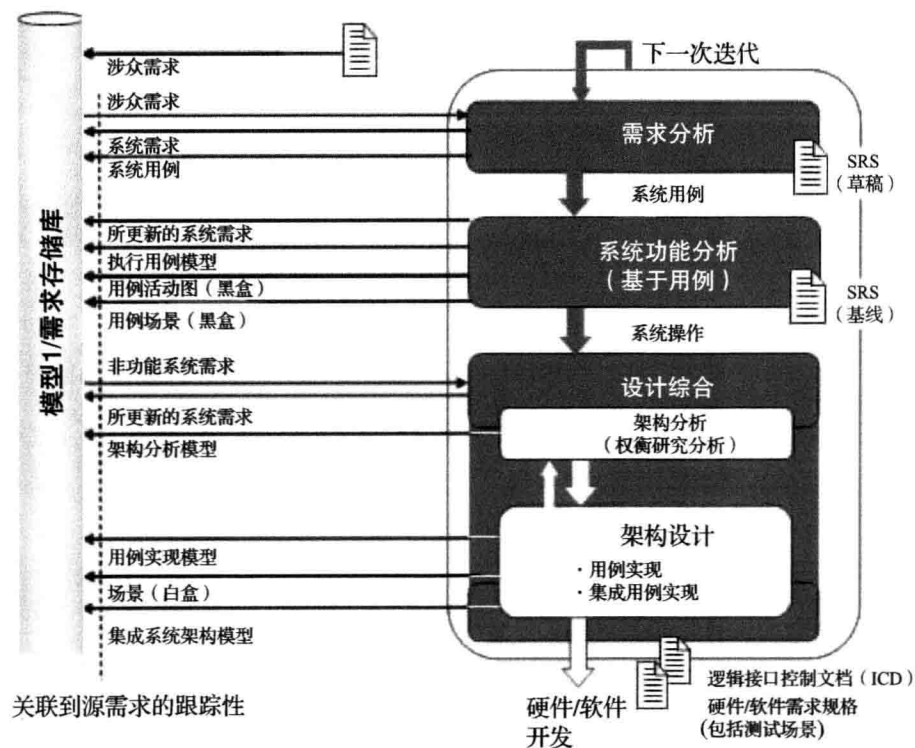 下一次迭代
涉众需求
涉众需求
需求分析
系统需求
系统用例
SRS
（草稿）
系统用例
所更新的系统需求
系统功能分析
（基于用例）
执行用例模型
用例活动图（黑盒）
用例场景（黑盒）
SRS
（基线）
系统操作
模型1/需求存储库
非功能系统需求
设计综合
所更新的系统需求
架构分析
（权衡研究分析）
架构分析模型
架构设计
· 用例实现
· 集成用例实现
用例实现模型
场景（白盒）
集成系统架构模型
关联到源需求的跟踪性
硬件/软件
开发
逻辑接口控制文档（ICD）
硬件/软件需求规格
(包括测试场景）